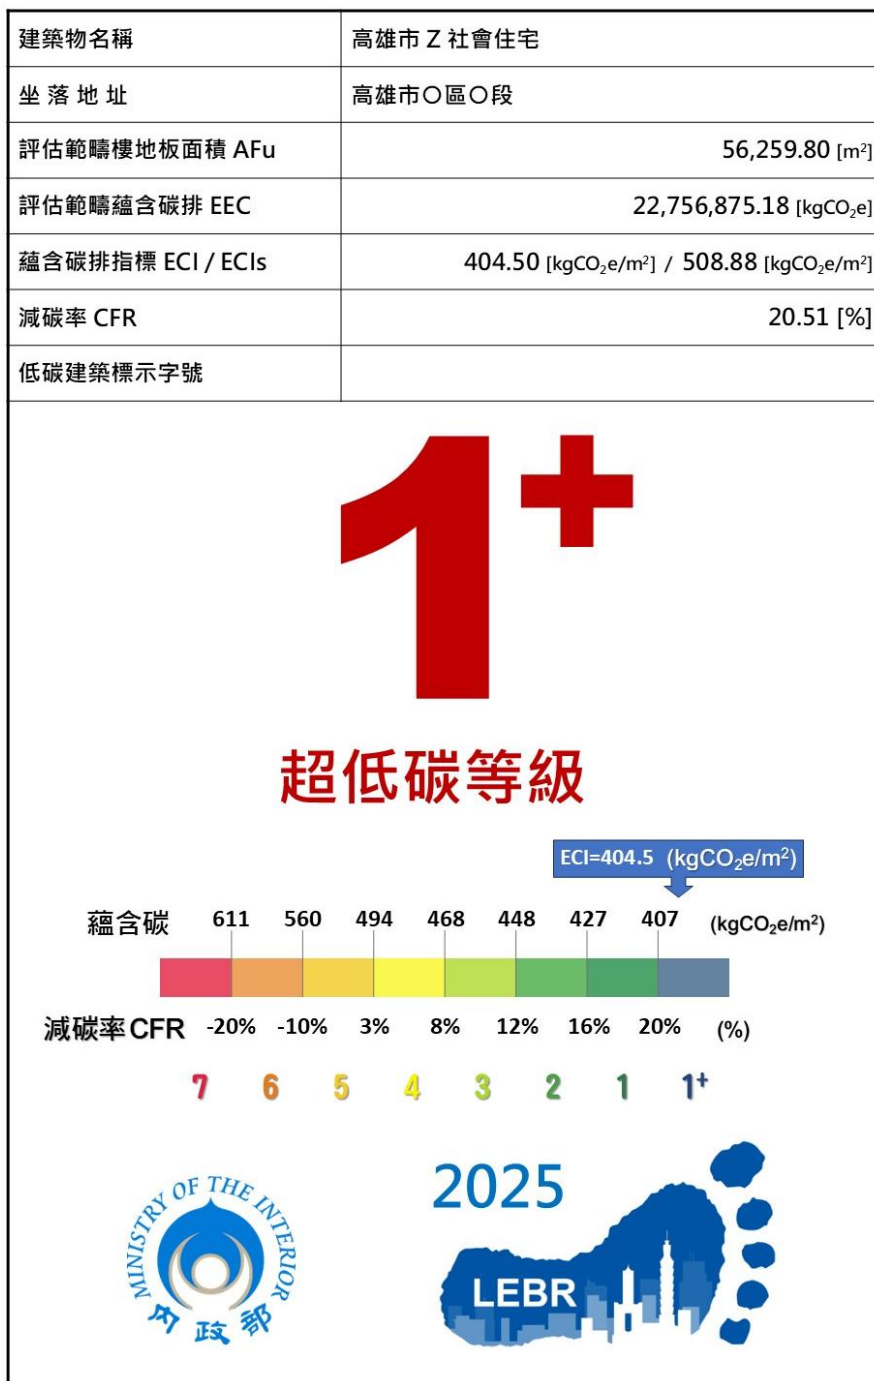 建築物名稱 高雄市 Z 社會住宅
坐落地址 高雄市○區○段
評估範疇樓地板面積 AFu 56,259.80 [m²]
評估範疇蘊含碳排 EEC 22,756,875.18 [kgCO₂e]
蘊含碳排指標 ECI / ECIs 404.50 [kgCO₂e/m²] / 508.88 [kgCO₂e/m²]
減碳率 CFR 20.51 [%]
低碳建築標示字號
1⁺
超低碳等級
ECI=404.5 (kgCO₂e/m²)
蘊含碳 611 560 494 468 448 427 407 (kgCO₂e/m²)
減碳率 CFR -20% -10% 3% 8% 12% 16% 20% (%)
7 6 5 4 3 2 1 1⁺
MINISTRY OF THE INTERIOR
內政部
2025
LEBR